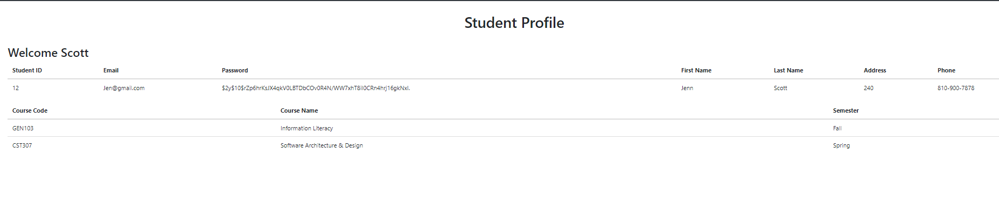 Student Profile
Welcome Scott
Student ID Email Password First Name Last Name Address Phone
12 Jen@gmail.com $2y$10$rZp6hrKsJX4qkV0LBTDbCOv0R4N/WW7xhT8iI0CRn4hrj16gkNxI. Jenn Scott 240 810-900-7878
Course Code Course Name Semester
GEN103 Information Literacy Fall
CST307 Software Architecture & Design Spring